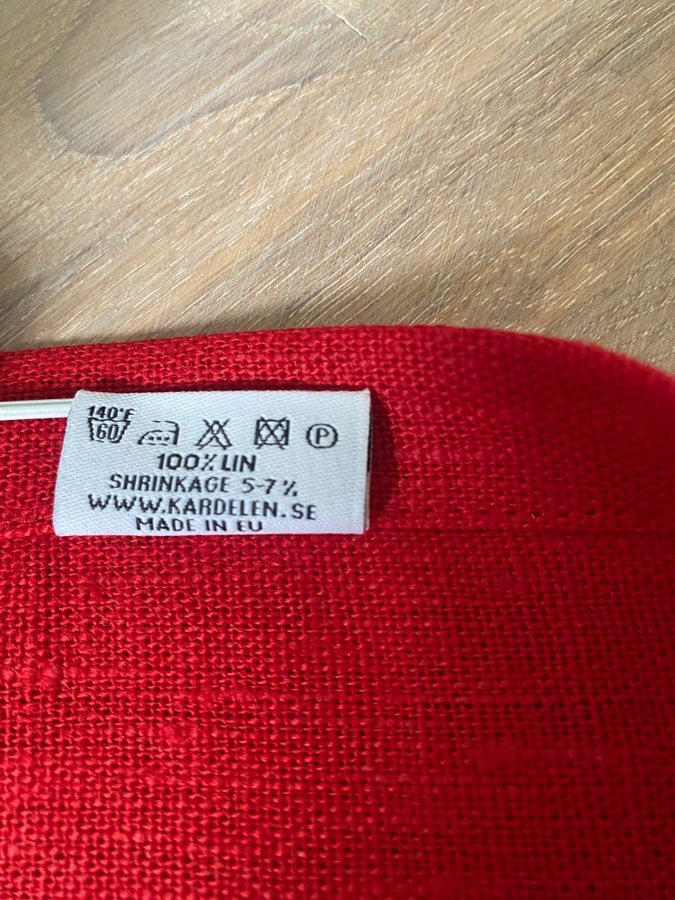 140°F
60 P
100% LIN
SHRINKAGE 5-7%
WWW.KARDELEN.SE
MADE IN EU